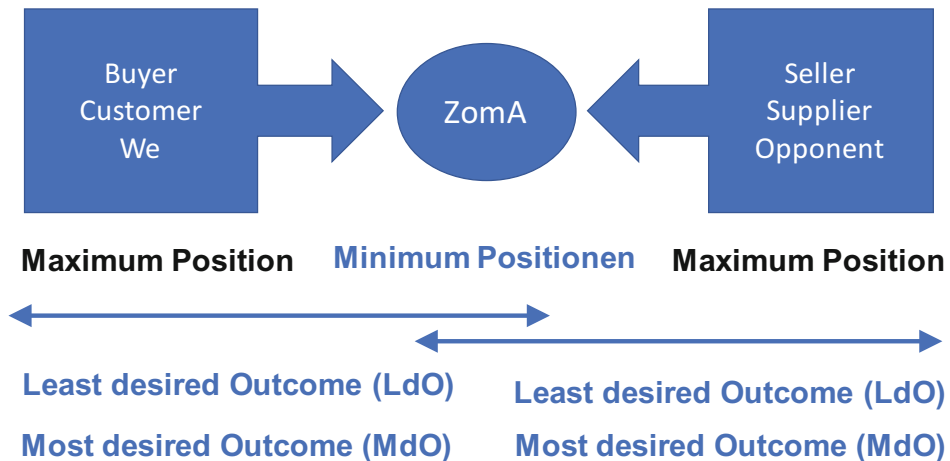 Buyer
Customer
We
ZomA
Seller
Supplier
Opponent
Maximum Position
Minimum Positionen
Maximum Position
Least desired Outcome (LdO)
Least desired Outcome (LdO)
Most desired Outcome (MdO)
Most desired Outcome (MdO)